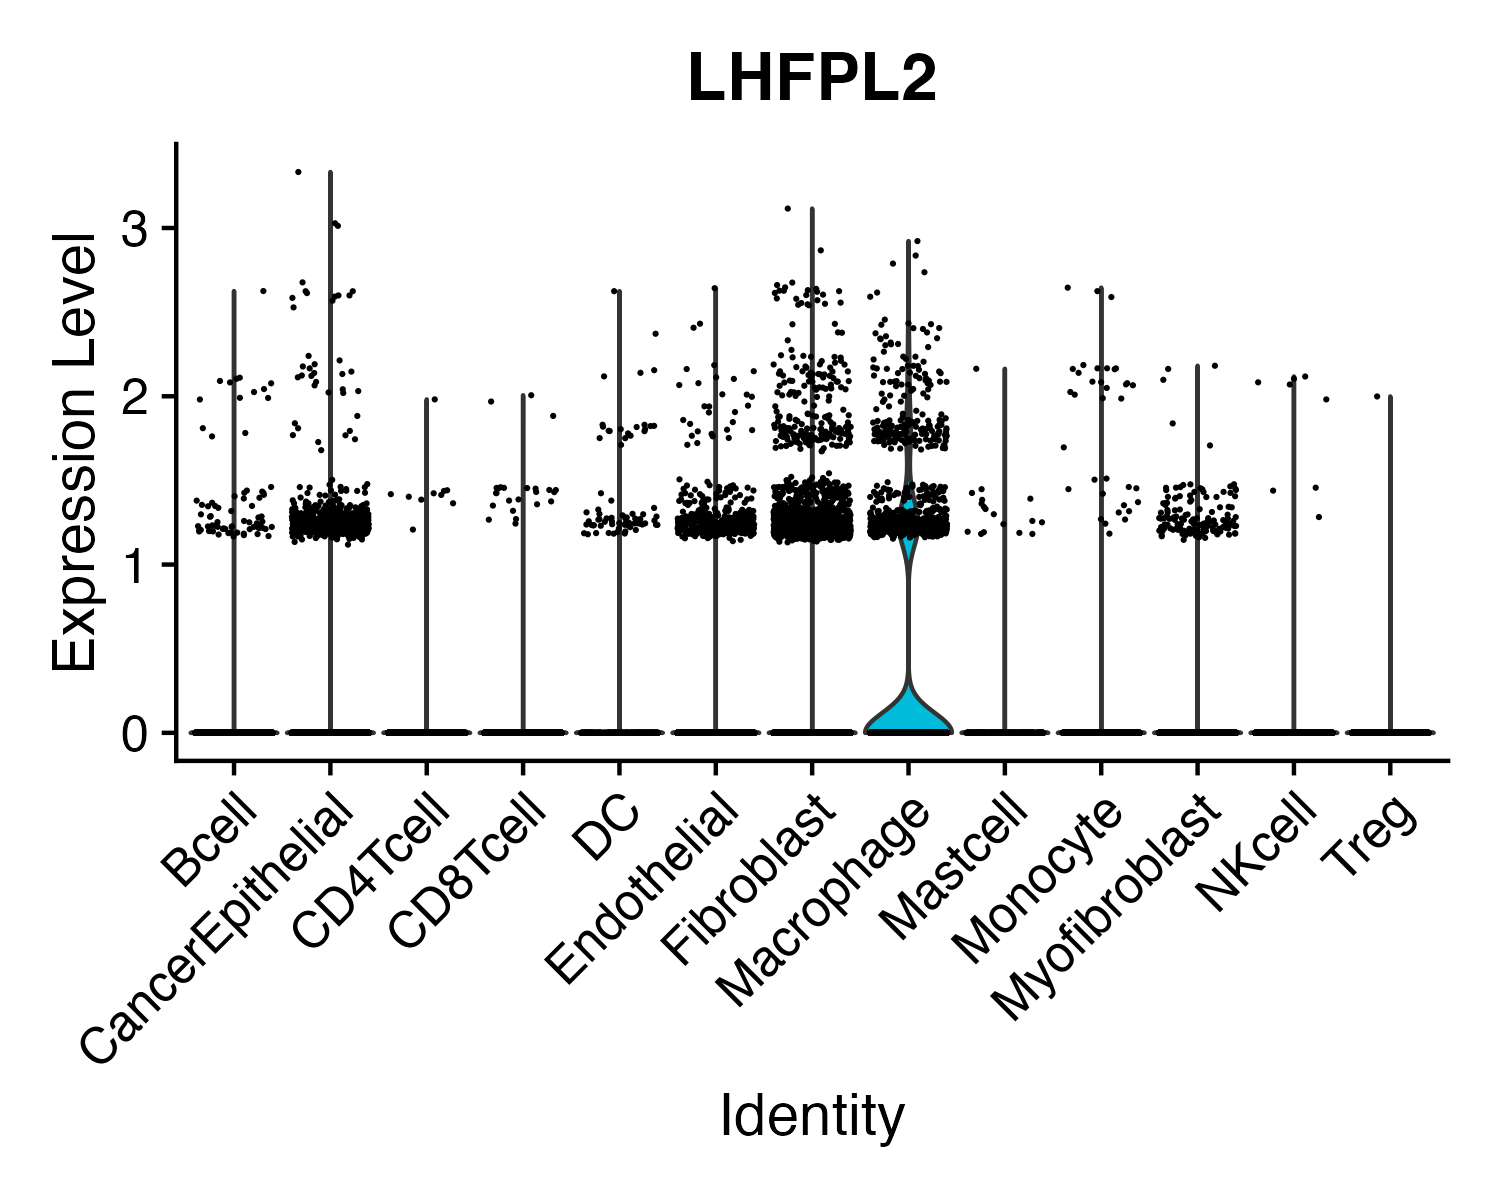 LHFPL2
Expression Level
3
2
1
0
Bcell
CancerEpithelial
CD4Tcell
CD8Tcell
DC
Endothelial
Fibroblast
Macrophage
Mastcell
Monocyte
Myofibroblast
NKcell
Treg
Identity